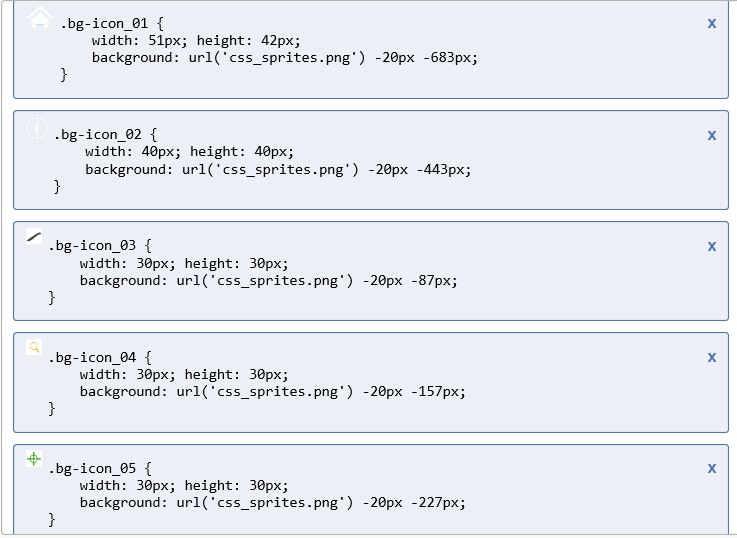 .bg-icon_01 {
x
width: 51px; height: 42px;
background: url('css_sprites.png') -20px -683px;
}
.bg-icon_02 {
x
width: 40px; height: 40px;
background: url('css_sprites.png') -20px -443px;
}
.bg-icon_03 {
x
width: 30px; height: 30px;
background: url('css_sprites.png') -20px -87px;
}
.bg-icon_04 {
x
width: 30px; height: 30px;
background: url('css_sprites.png') -20px -157px;
}
.bg-icon_05 {
x
width: 30px; height: 30px;
background: url('css_sprites.png') -20px -227px;
}